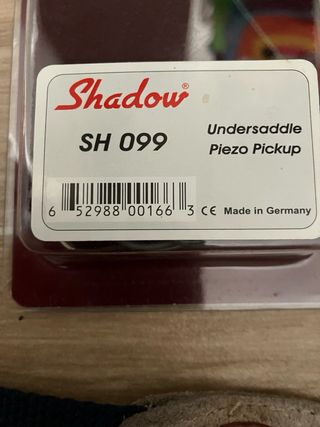 Shadow®
SH 099
Undersaddle
Piezo Pickup
6 52988 00166 3 CE Made in Germany